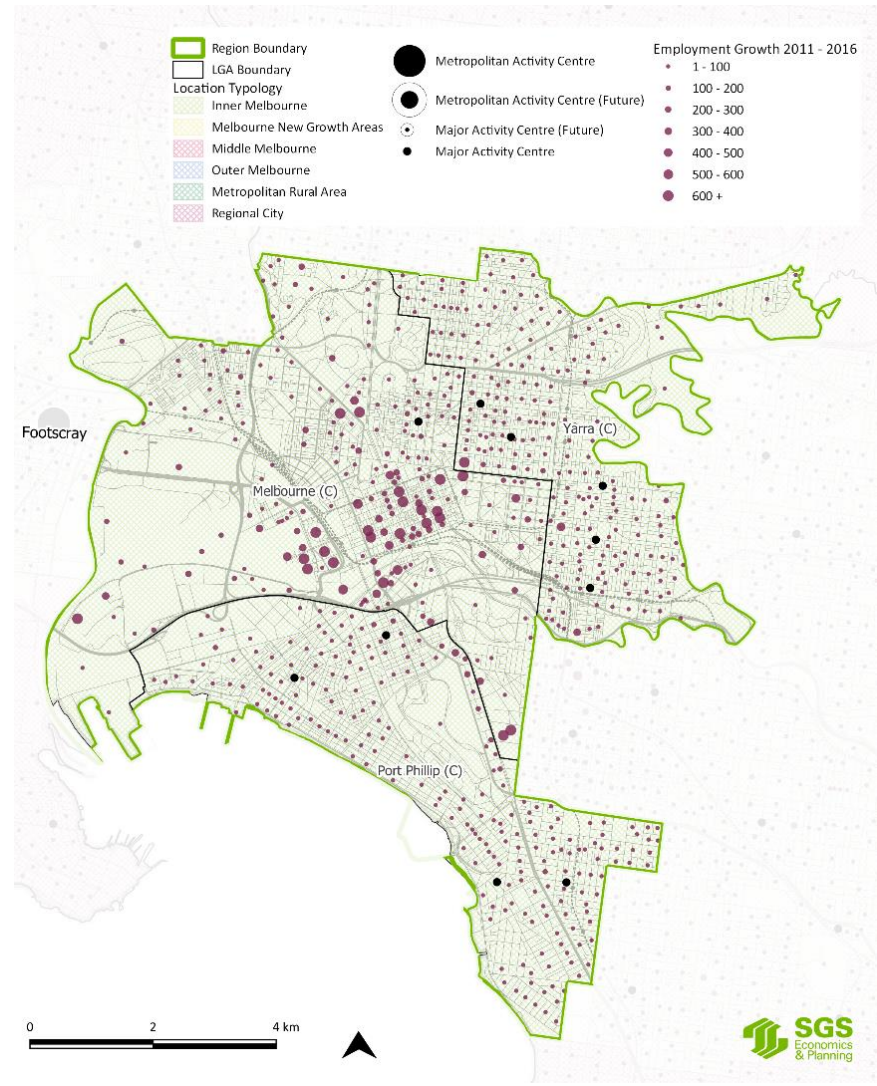 Region Boundary
LGA Boundary
Location Typology
Inner Melbourne
Melbourne New Growth Areas
Middle Melbourne
Outer Melbourne
Metropolitan Rural Area
Regional City
Metropolitan Activity Centre
Metropolitan Activity Centre (Future)
Major Activity Centre (Future)
Major Activity Centre
Employment Growth 2011 - 2016
1 - 100
100 - 200
200 - 300
300 - 400
400 - 500
500 - 600
600 +
Footscray
Yarra (C)
Melbourne (C)
Port Phillip (C)
0 2 4 km
SGS
Economics
& Planning